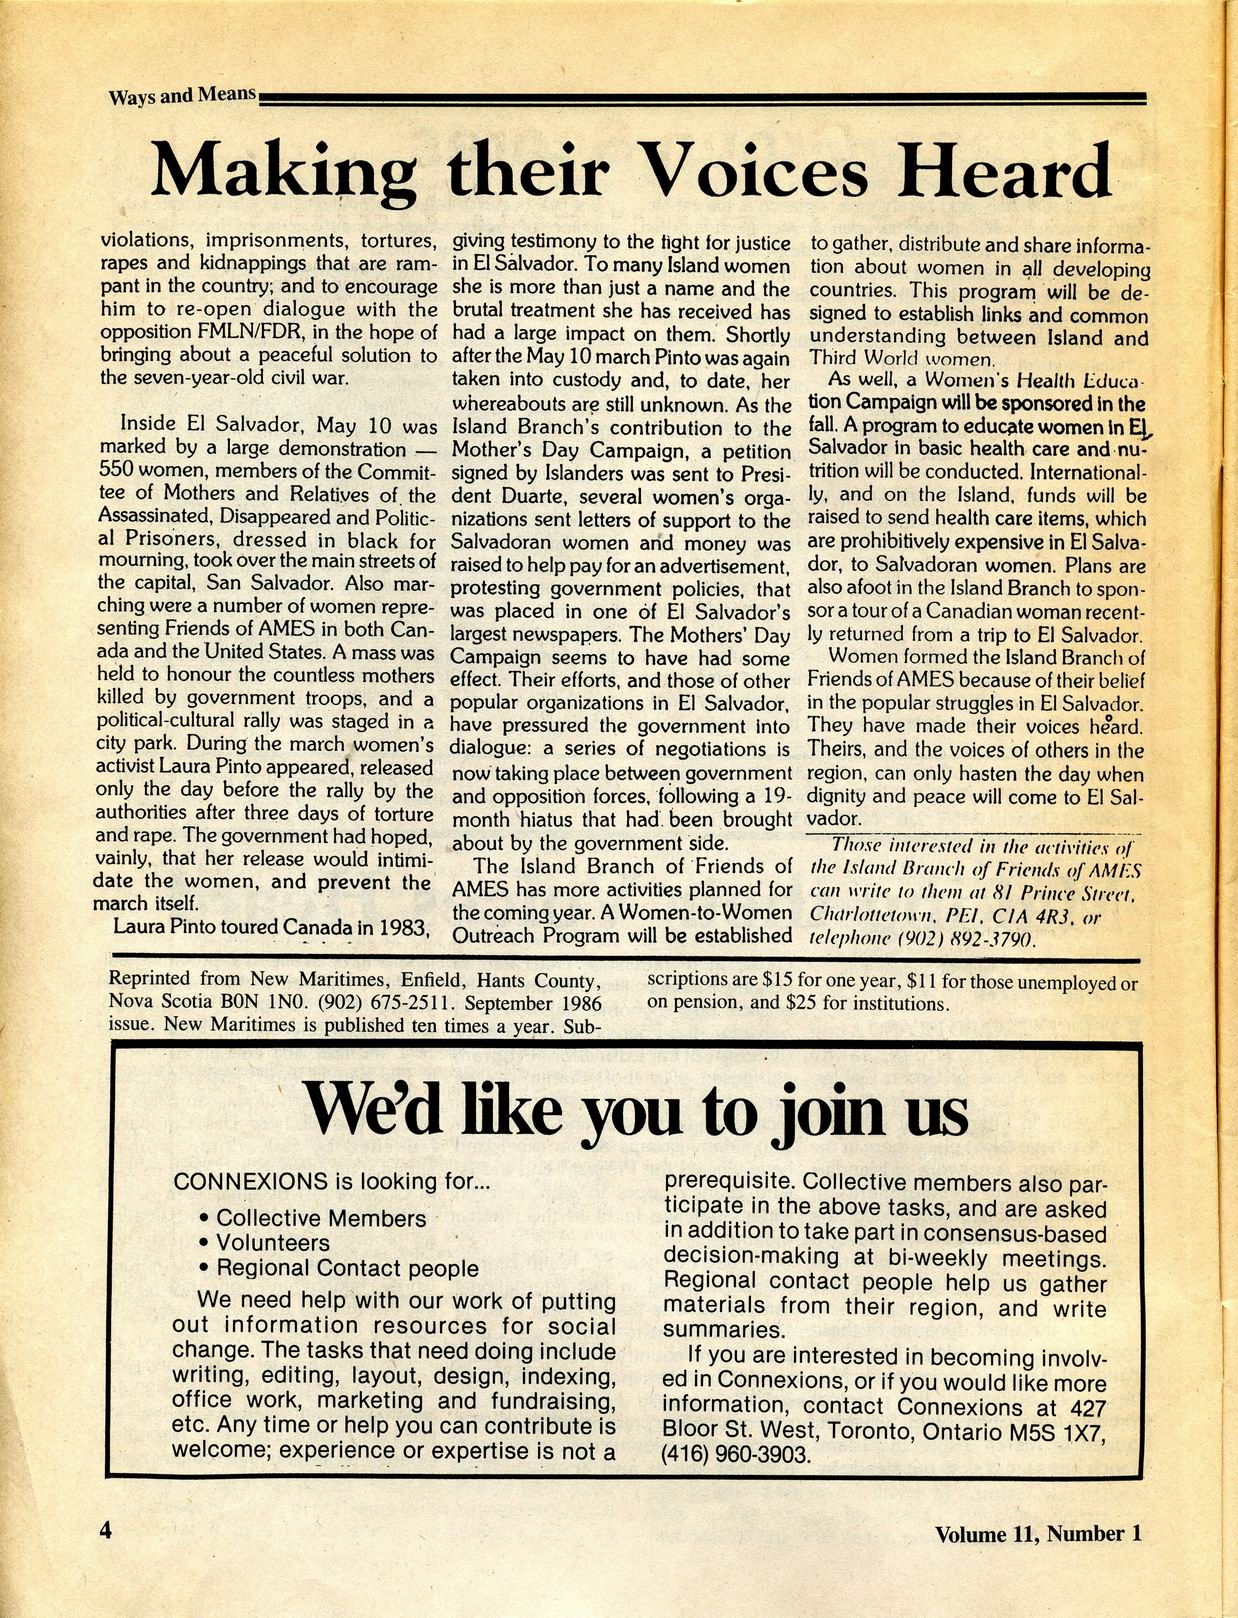 Ways and Means
Making their Voices Heard
violations, imprisonments, tortures,
rapes and kidnappings that are ram-
pant in the country; and to encourage
him to re-open dialogue with the
opposition FMLN/FDR, in the hope of
bringing about a peaceful solution to
the seven-year-old civil war.
Inside El Salvador, May 10 was
marked by a large demonstration —
550 women, members of the Commit-
tee of Mothers and Relatives of the
Assassinated, Disappeared and Politic-
al Prisoners, dressed in black for
mourning, took over the main streets of
the capital, San Salvador. Also mar-
ching were a number of women repre-
senting Friends of AMES in both Can-
ada and the United States. A mass was
held to honour the countless mothers
killed by government troops, and a
political-cultural rally was staged in a
city park. During the march women's
activist Laura Pinto appeared, released
only the day before the rally by the
authorities after three days of torture
and rape. The government had hoped,
vainly, that her release would intimi-
date the women, and prevent the
march itself.
Laura Pinto toured Canada in 1983,
giving testimony to the fight for justice
in El Salvador. To many Island women
she is more than just a name and the
brutal treatment she has received has
had a large impact on them. Shortly
after the May 10 march Pinto was again
taken into custody and, to date, her
whereabouts are still unknown. As the
Island Branch's contribution to the
Mother's Day Campaign, a petition
signed by Islanders was sent to Presi-
dent Duarte, several women's orga-
nizations sent letters of support to the
Salvadoran women and money was
raised to help pay for an advertisement,
protesting government policies, that
was placed in one of El Salvador's
largest newspapers. The Mothers' Day
Campaign seems to have had some
effect. Their efforts, and those of other
popular organizations in El Salvador,
have pressured the government into
dialogue: a series of negotiations is
now taking place between government
and opposition forces, following a 19-
month hiatus that had been brought
about by the government side.
The Island Branch of Friends of
AMES has more activities planned for
the coming year. A Women-to-Women
Outreach Program will be established
to gather, distribute and share informa-
tion about women in all developing
countries. This program will be de-
signed to establish links and common
understanding between Island and
Third World women.
As well, a Women's Health Educa-
tion Campaign will be sponsored in the
fall. A program to educate women in El
Salvador in basic health care and nu-
trition will be conducted. International-
ly, and on the Island, funds will be
raised to send health care items, which
are prohibitively expensive in El Salva-
dor, to Salvadoran women. Plans are
also afoot in the Island Branch to spon-
sor a tour of a Canadian woman recent-
ly returned from a trip to El Salvador.
Women formed the Island Branch of
Friends of AMES because of their belief
in the popular struggles in El Salvador.
They have made their voices heard.
Theirs, and the voices of others in the
region, can only hasten the day when
dignity and peace will come to El Sal-
vador.
Those interested in the activities of
the Island Branch of Friends of AMES
can write to them at 81 Prince Street,
Charlottetown, PEI, C1A 4R3, or
telephone (902) 892-3790.
Reprinted from New Maritimes, Enfield, Hants County,
Nova Scotia B0N 1N0. (902) 675-2511. September 1986
issue. New Maritimes is published ten times a year. Sub-
scriptions are $15 for one year, $11 for those unemployed or
on pension, and $25 for institutions.
We'd like you to join us
CONNEXIONS is looking for...
• Collective Members
• Volunteers
• Regional Contact people
We need help with our work of putting
out information resources for social
change. The tasks that need doing include
writing, editing, layout, design, indexing,
office work, marketing and fundraising,
etc. Any time or help you can contribute is
welcome; experience or expertise is not a
prerequisite. Collective members also par-
ticipate in the above tasks, and are asked
in addition to take part in consensus-based
decision-making at bi-weekly meetings.
Regional contact people help us gather
materials from their region, and write
summaries.
If you are interested in becoming involv-
ed in Connexions, or if you would like more
information, contact Connexions at 427
Bloor St. West, Toronto, Ontario M5S 1X7,
(416) 960-3903.
4
Volume 11, Number 1